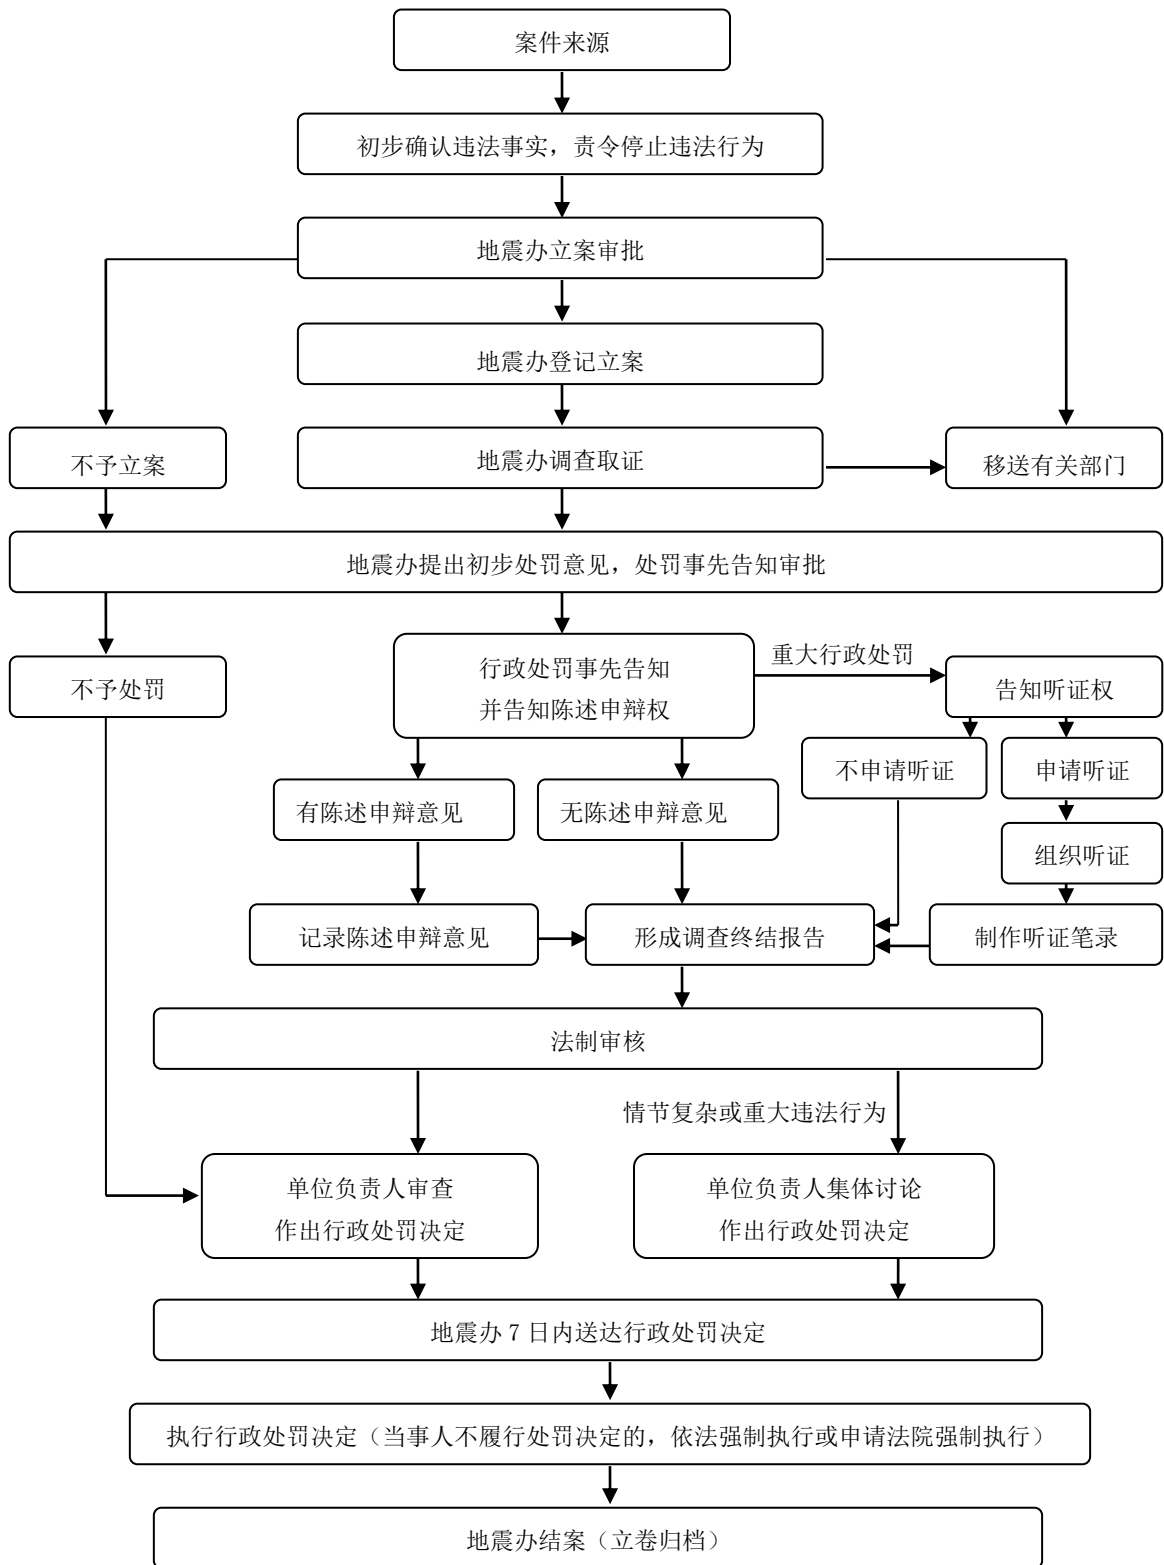 案件来源
初步确认违法事实，责令停止违法行为
地震办立案审批
地震办登记立案
不予立案
地震办调查取证
移送有关部门
地震办提出初步处罚意见，处罚事先告知审批
不予处罚
行政处罚事先告知
并告知陈述申辩权
重大行政处罚
告知听证权
不申请听证
申请听证
有陈述申辩意见
无陈述申辩意见
组织听证
记录陈述申辩意见
形成调查终结报告
制作听证笔录
法制审核
情节复杂或重大违法行为
单位负责人审查
作出行政处罚决定
单位负责人集体讨论
作出行政处罚决定
地震办 7 日内送达行政处罚决定
执行行政处罚决定（当事人不履行处罚决定的，依法强制执行或申请法院强制执行）
地震办结案（立卷归档）